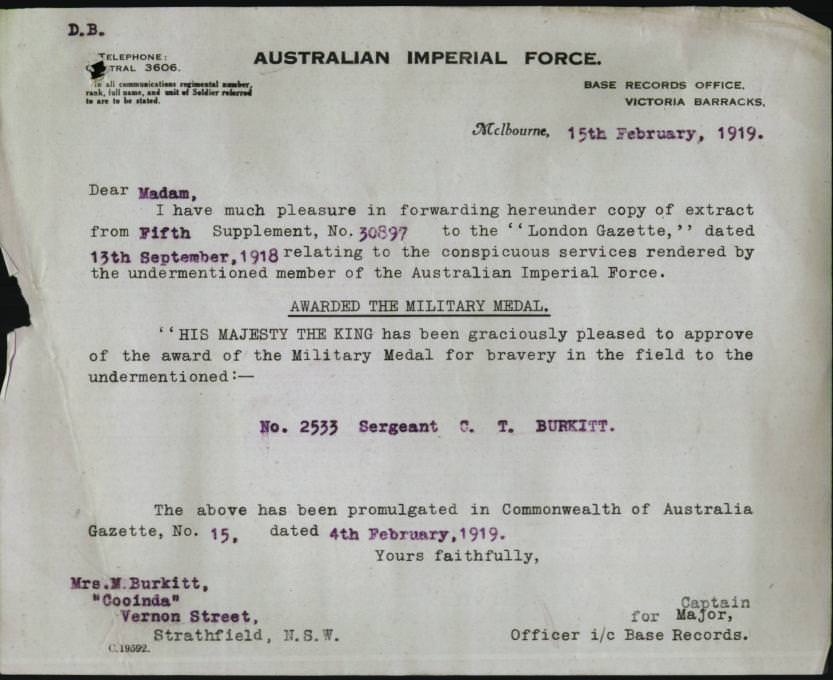 D.B.
TELEPHONE:
CENTRAL 3606.
In all communications regimental number,
rank, full name, and unit of Soldier referred
to are to be stated.
AUSTRALIAN IMPERIAL FORCE.
BASE RECORDS OFFICE,
VICTORIA BARRACKS,
Melbourne, 15th February, 1919.
Dear Madam,
I have much pleasure in forwarding hereunder copy of extract
from Fifth Supplement, No. 30897 to the ‘‘London Gazette,’’ dated
13th September,1918 relating to the conspicuous services rendered by
the undermentioned member of the Australian Imperial Force.
AWARDED THE MILITARY MEDAL.
‘‘HIS MAJESTY THE KING has been graciously pleased to approve
of the award of the Military Medal for bravery in the field to the
undermentioned:—
No. 2533 Sergeant C. T. BURKITT.
The above has been promulgated in Commonwealth of Australia
Gazette, No. 15, dated 4th February,1919.
Yours faithfully,
Mrs.M.Burkitt,
"Cooinda"
Vernon Street,
Strathfield, N.S.W.
C.19592.
Captain
for Major,
Officer i/c Base Records.